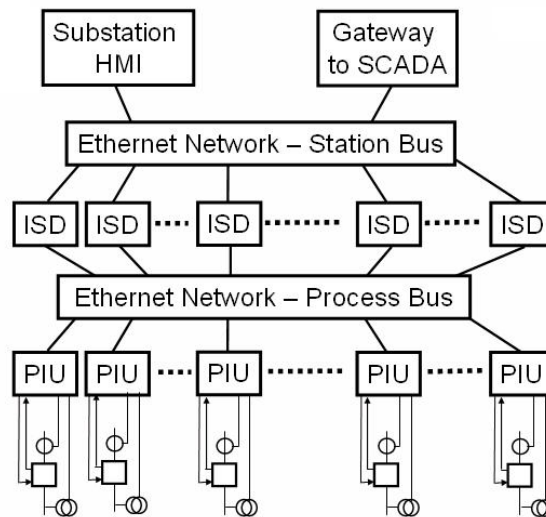 Substation
HMI
Gateway
to SCADA
Ethernet Network – Station Bus
ISD
ISD
ISD
ISD
ISD
Ethernet Network – Process Bus
PIU
PIU
PIU
PIU
PIU